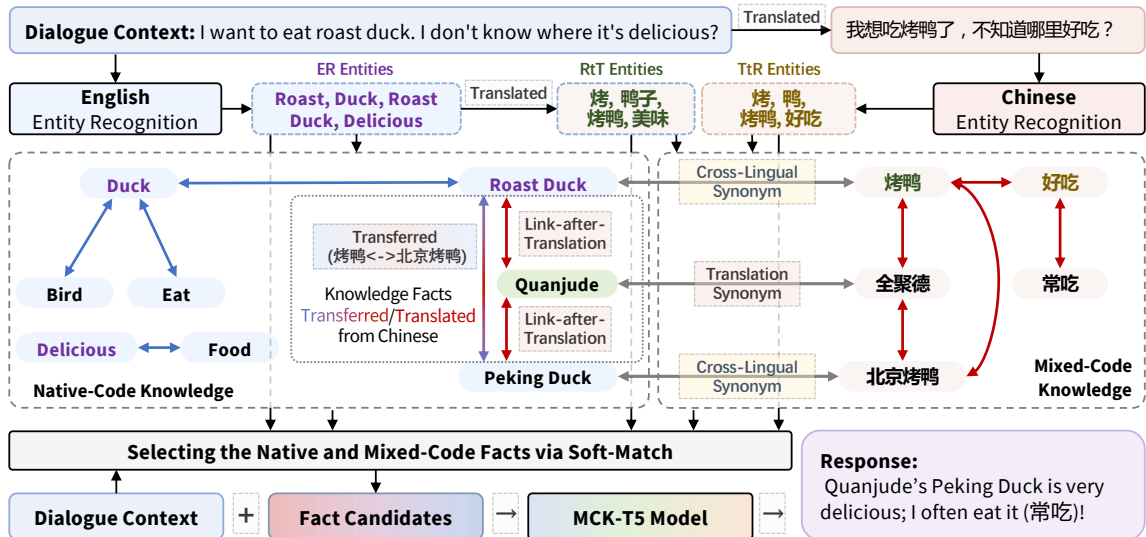 Dialogue Context: I want to eat roast duck. I don't know where it's delicious?
Translated
我想吃烤鸭了，不知道哪里好吃？
ER Entities
RtT Entities
TtR Entities
English
Entity Recognition
Roast, Duck, Roast
Duck, Delicious
Translated
烤, 鸭子,
烤鸭, 美味
烤, 鸭,
烤鸭, 好吃
Chinese
Entity Recognition
Duck
Roast Duck
Cross-Lingual
Synonym
烤鸭
好吃
Transferred
(烤鸭<->北京烤鸭)
Link-after-
Translation
Bird
Eat
Quanjude
Translation
Synonym
全聚德
常吃
Knowledge Facts
Transferred/Translated
from Chinese
Link-after-
Translation
Delicious
Food
Peking Duck
Cross-Lingual
Synonym
北京烤鸭
Native-Code Knowledge
Mixed-Code
Knowledge
Selecting the Native and Mixed-Code Facts via Soft-Match
Dialogue Context
+
Fact Candidates
→
MCK-T5 Model
→
Response:
Quanjude's Peking Duck is very
delicious; I often eat it (常吃)!